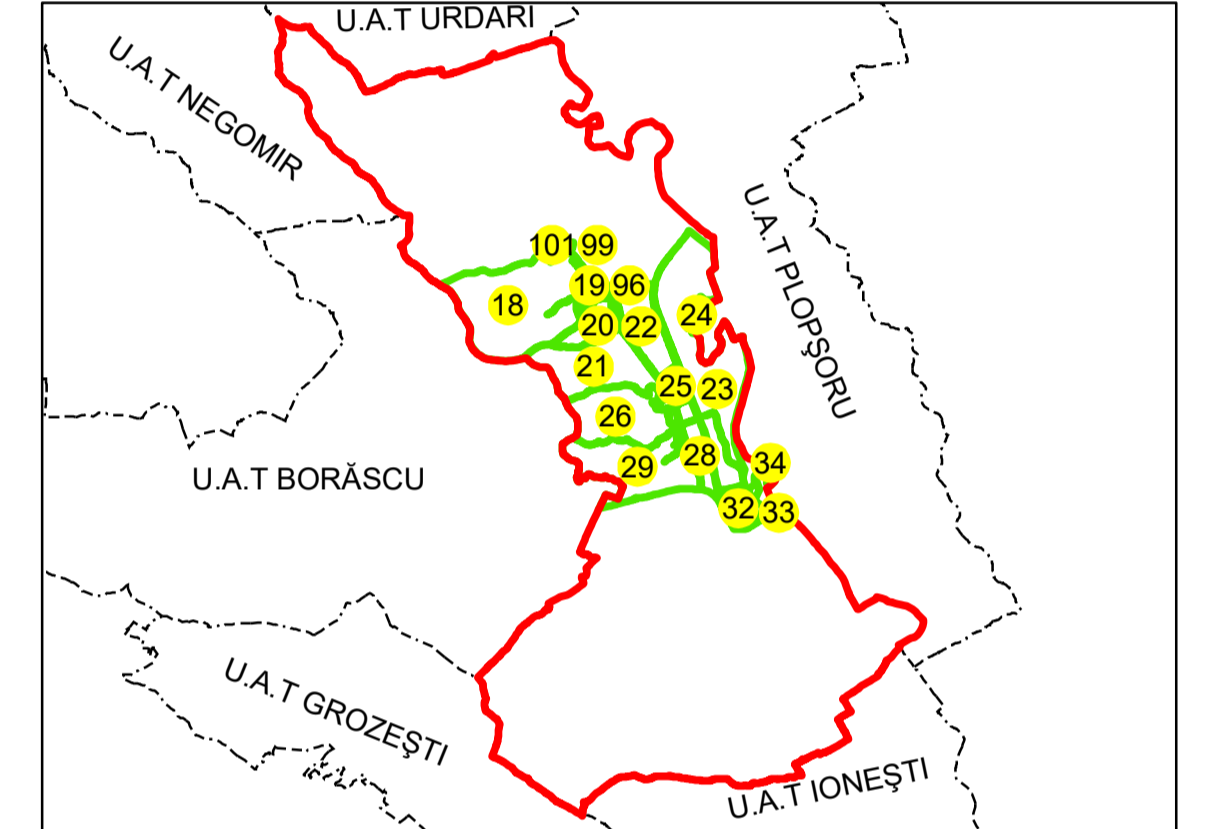 U.A.T URDARI
U.A.T NEGOMIR
U.A.T PLOPŞORU
101
99
19
96
18
24
20
22
21
25
23
26
28
34
29
U.A.T BORĂSCU
32
33
U.A.T GROZEŞTI
U.A.T IONEŞTI